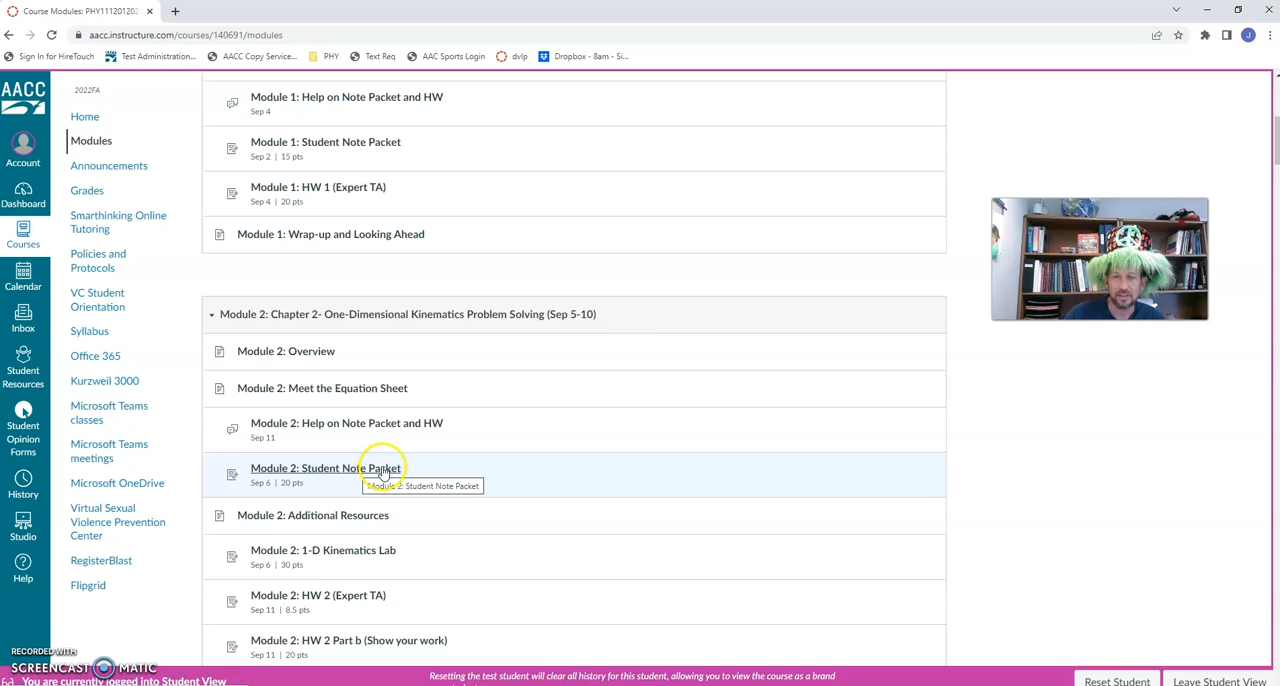 Course Modules: PHY1112012022
aacc.instructure.com/courses/140691/modules
J
Sign In for HireTouch
Test Administration...
AACC Copy Service...
PHY
Text Req
AAC Sports Login
dvlp
Dropbox - 8am - Si...
AACC
Account
Dashboard
Courses
Calendar
Inbox
Student
Resources
Student
Opinion
Forms
History
Studio
Help
2022FA
Home
Modules
Announcements
Grades
Smarthinking Online
Tutoring
Policies and
Protocols
VC Student
Orientation
Syllabus
Office 365
Kurzweil 3000
Microsoft Teams
classes
Microsoft Teams
meetings
Microsoft OneDrive
Virtual Sexual
Violence Prevention
Center
RegisterBlast
Flipgrid
Module 1: Help on Note Packet and HW
Sep 4
Module 1: Student Note Packet
Sep 2 | 15 pts
Module 1: HW 1 (Expert TA)
Sep 4 | 20 pts
Module 1: Wrap-up and Looking Ahead
Module 2: Chapter 2- One-Dimensional Kinematics Problem Solving (Sep 5-10)
Module 2: Overview
Module 2: Meet the Equation Sheet
Module 2: Help on Note Packet and HW
Sep 11
Module 2: Student Note Packet
Sep 6 | 20 pts
Module 2: Student Note Packet
Module 2: Additional Resources
Module 2: 1-D Kinematics Lab
Sep 6 | 30 pts
Module 2: HW 2 (Expert TA)
Sep 11 | 8.5 pts
Module 2: HW 2 Part b (Show your work)
Sep 11 | 20 pts
RECORDED WITH
SCREENCAST MATIC
You are currently logged into Student View
Resetting the test student will clear all history for this student, allowing you to view the course as a brand
Reset Student
Leave Student View